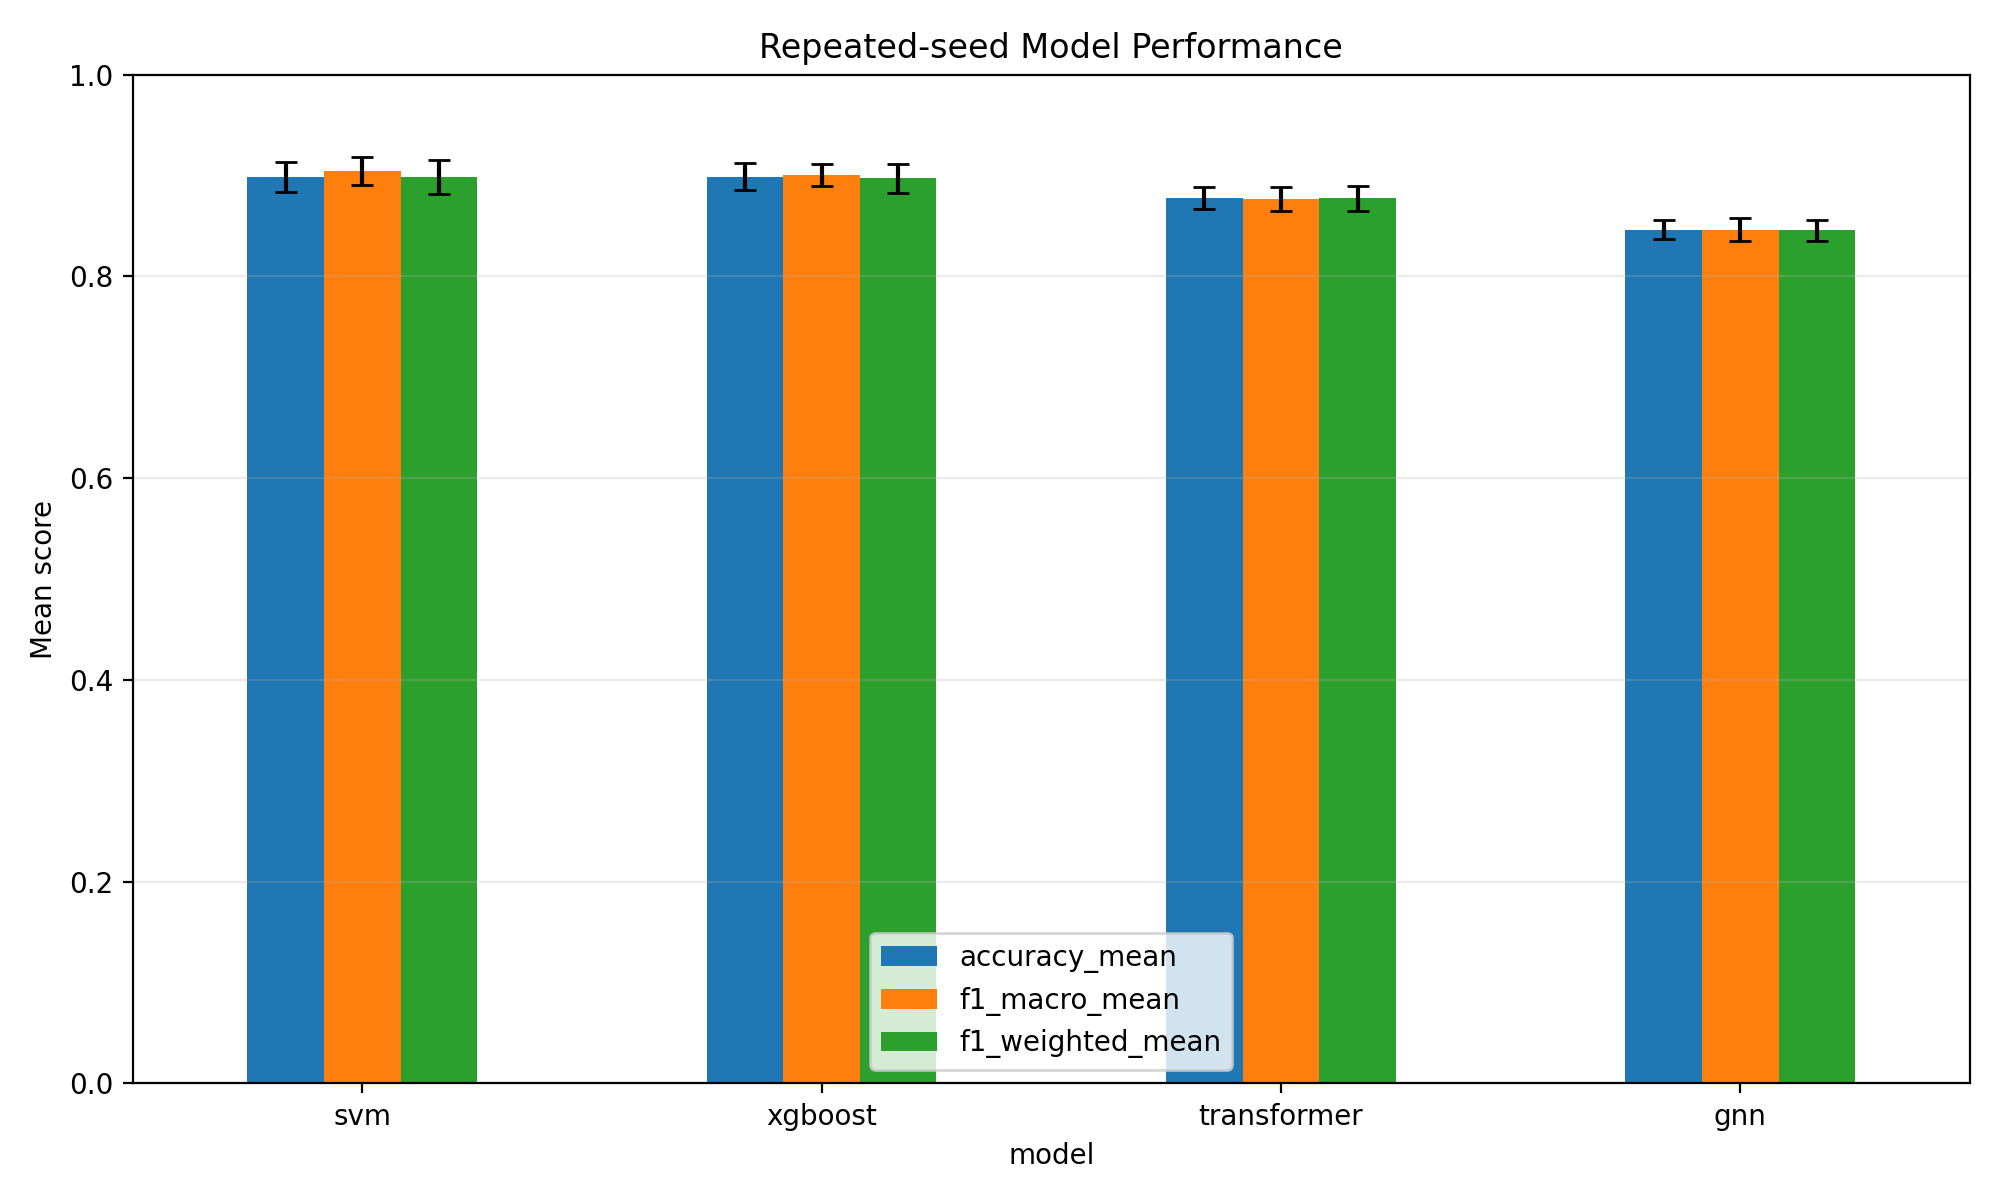 Repeated-seed Model Performance
1.0
0.8
0.6
0.4
0.2
0.0
Mean score
accuracy_mean
f1_macro_mean
f1_weighted_mean
svm
xgboost
transformer
gnn
model